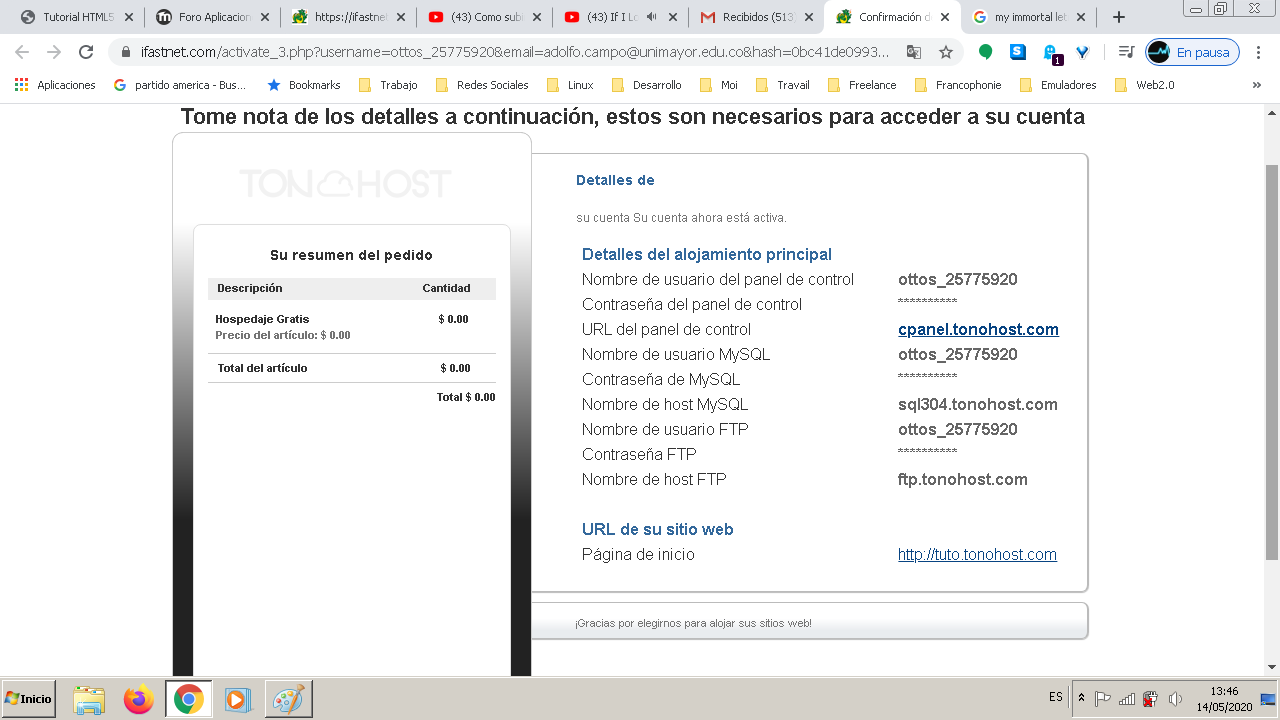 Tutorial HTML5
Foro Aplicacion
https://ifastnet
(43) Como sub
(43) If I L
Recibidos (513
Confirmación d
my immortal let
ifastnet.com/activate_3.php?username=ottos_25775920&email=adolfo.campo@unimayor.edu.co&hash=0bc41de0993...
1
En pausa
Aplicaciones
partido america - Bus...
Bookmarks
Trabajo
Redes Sociales
Linux
Desarrollo
Moi
Travail
Freelance
Francophonie
Emuladores
Web2.0
Tome nota de los detalles a continuación, estos son necesarios para acceder a su cuenta
TONOHOST
Su resumen del pedido
Descripción Cantidad
Hospedaje Gratis $ 0.00
Precio del artículo: $ 0.00
Total del artículo $ 0.00
Total $ 0.00
Detalles de
su cuenta Su cuenta ahora está activa.
Detalles del alojamiento principal
Nombre de usuario del panel de control ottos_25775920
Contraseña del panel de control **********
URL del panel de control cpanel.tonohost.com
Nombre de usuario MySQL ottos_25775920
Contraseña de MySQL **********
Nombre de host MySQL sql304.tonohost.com
Nombre de usuario FTP ottos_25775920
Contraseña FTP **********
Nombre de host FTP ftp.tonohost.com
URL de su sitio web
Página de inicio http://tuto.tonohost.com
¡Gracias por elegirnos para alojar sus sitios web!
Inicio
ES
13:46
14/05/2020